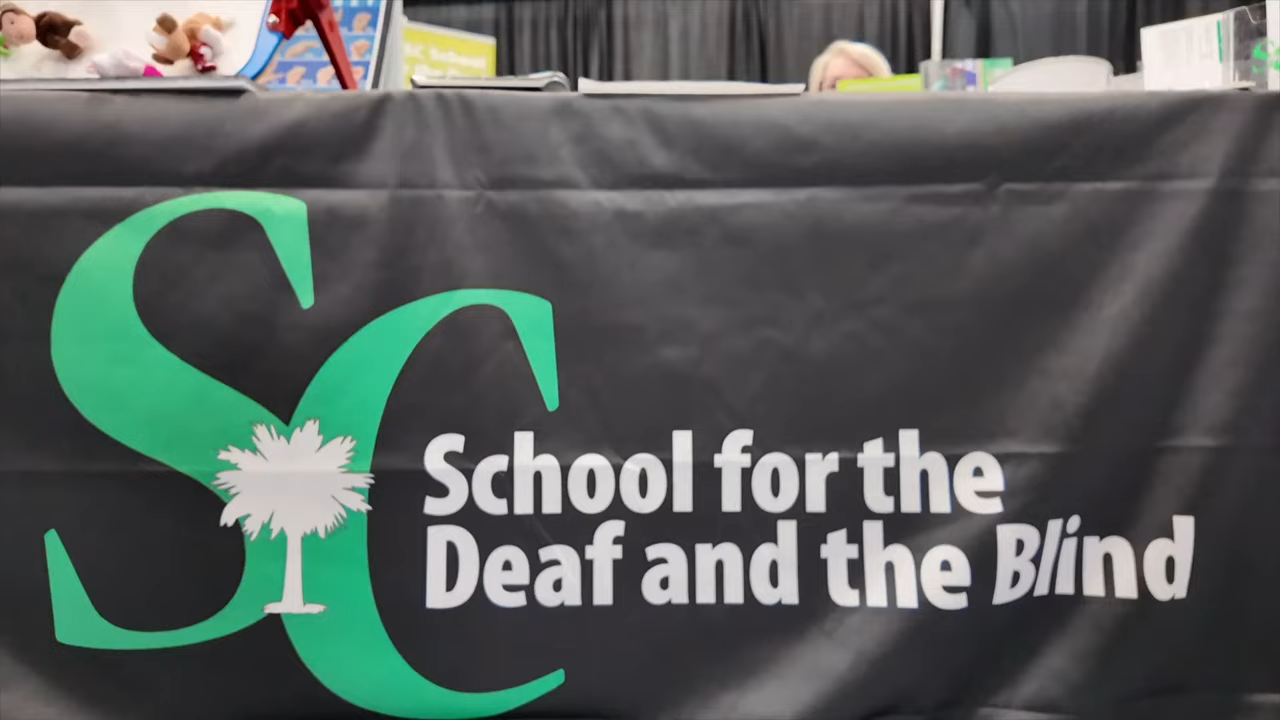 SC
School for the
Deaf and the Blind